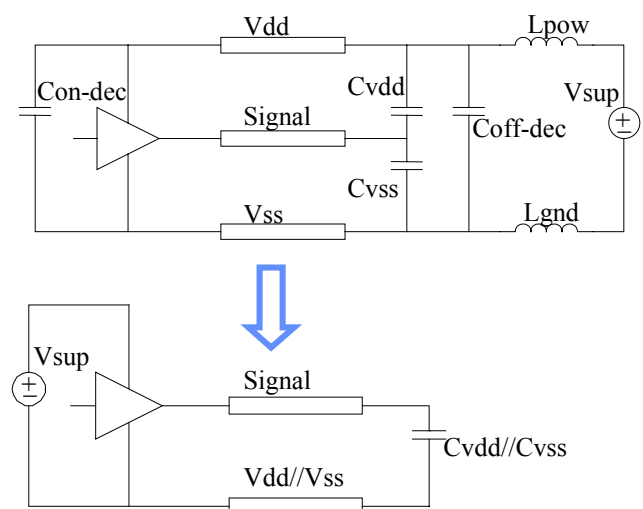 Vdd
Lpow
Con-dec
Cvdd
Vsup
Signal
Coff-dec
Cvss
Vss
Lgnd
Vsup
Signal
Cvdd//Cvss
Vdd//Vss